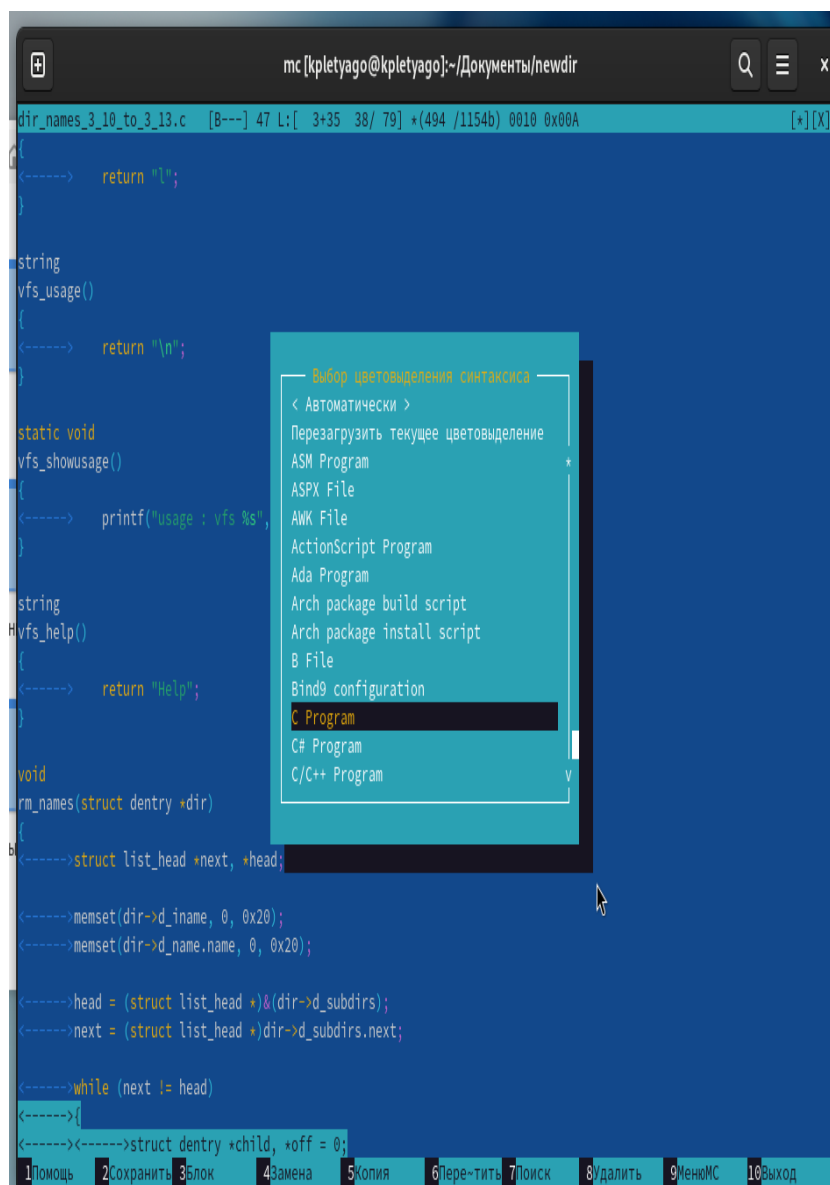 mc [kpletyago@kpletyago]:~/Документы/newdir
dir_names_3_10_to_3_13.c [B---] 47 L:[ 3+35 38/ 79] *(494 /1154b) 0010 0x00A [*][X]
{
<------> return "l";
}
string
vfs_usage()
{
<------> return "\n";
}
static void
vfs_showusage()
{
<------> printf("usage : vfs %s",
}
string
vfs_help()
{
<------> return "Help";
}
void
rm_names(struct dentry *dir)
{
<------>struct list_head *next, *head;
<------>memset(dir->d_iname, 0, 0x20);
<------>memset(dir->d_name.name, 0, 0x20);
<------>head = (struct list_head *)&(dir->d_subdirs);
<------>next = (struct list_head *)dir->d_subdirs.next;
<------>while (next != head)
<------>{
<------><------>struct dentry *child, *off = 0;
Выбор цветовыделения синтаксиса
< Автоматически >
Перезагрузить текущее цветовыделение
ASM Program
ASPX File
AWK File
ActionScript Program
Ada Program
Arch package build script
Arch package install script
B File
Bind9 configuration
C Program
C# Program
C/C++ Program
1Помощь 2Сохранить 3Блок 4Замена 5Копия 6Пере~тить 7Поиск 8Удалить 9МенюMC 10Выход